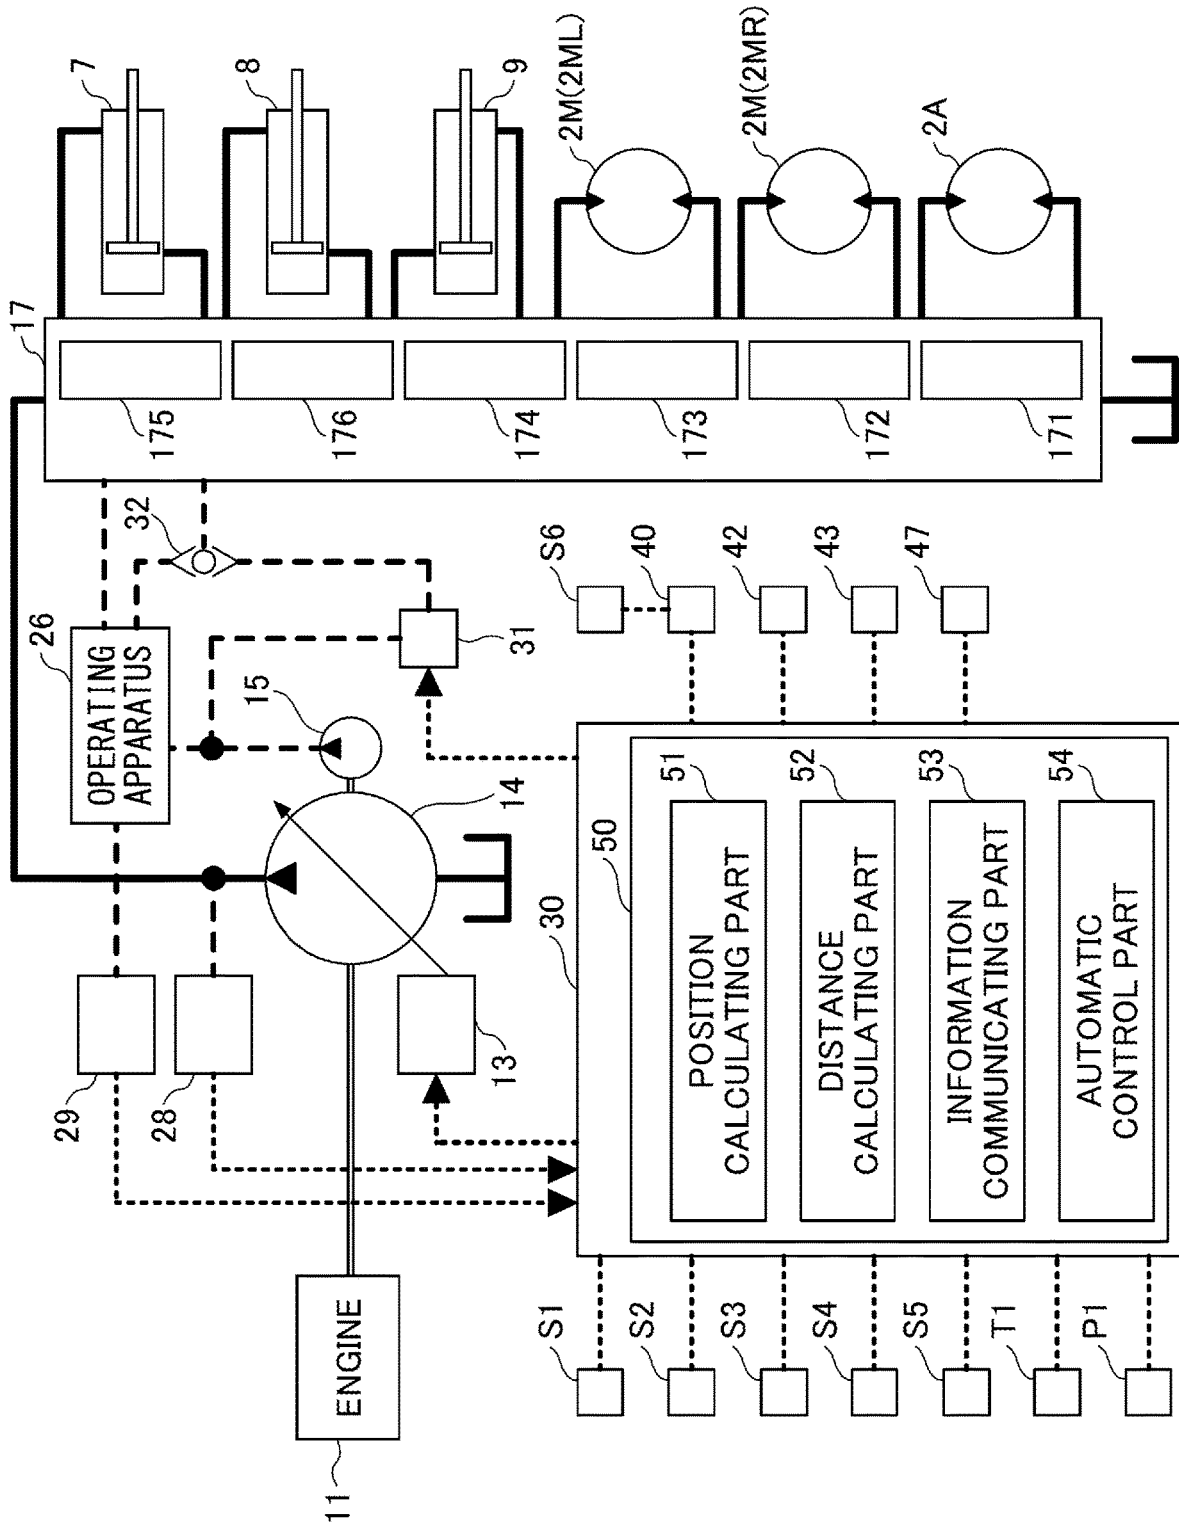 11
ENGINE
29
28
13
14
15
26
OPERATING
APPARATUS
32
31
17
175
176
174
173
172
171
7
8
9
2M(2ML)
2M(2MR)
2A
30
50
POSITION
CALCULATING PART
51
DISTANCE
CALCULATING PART
52
INFORMATION
COMMUNICATING PART
53
AUTOMATIC
CONTROL PART
54
S1
S2
S3
S4
S5
T1
P1
S6
40
42
43
47